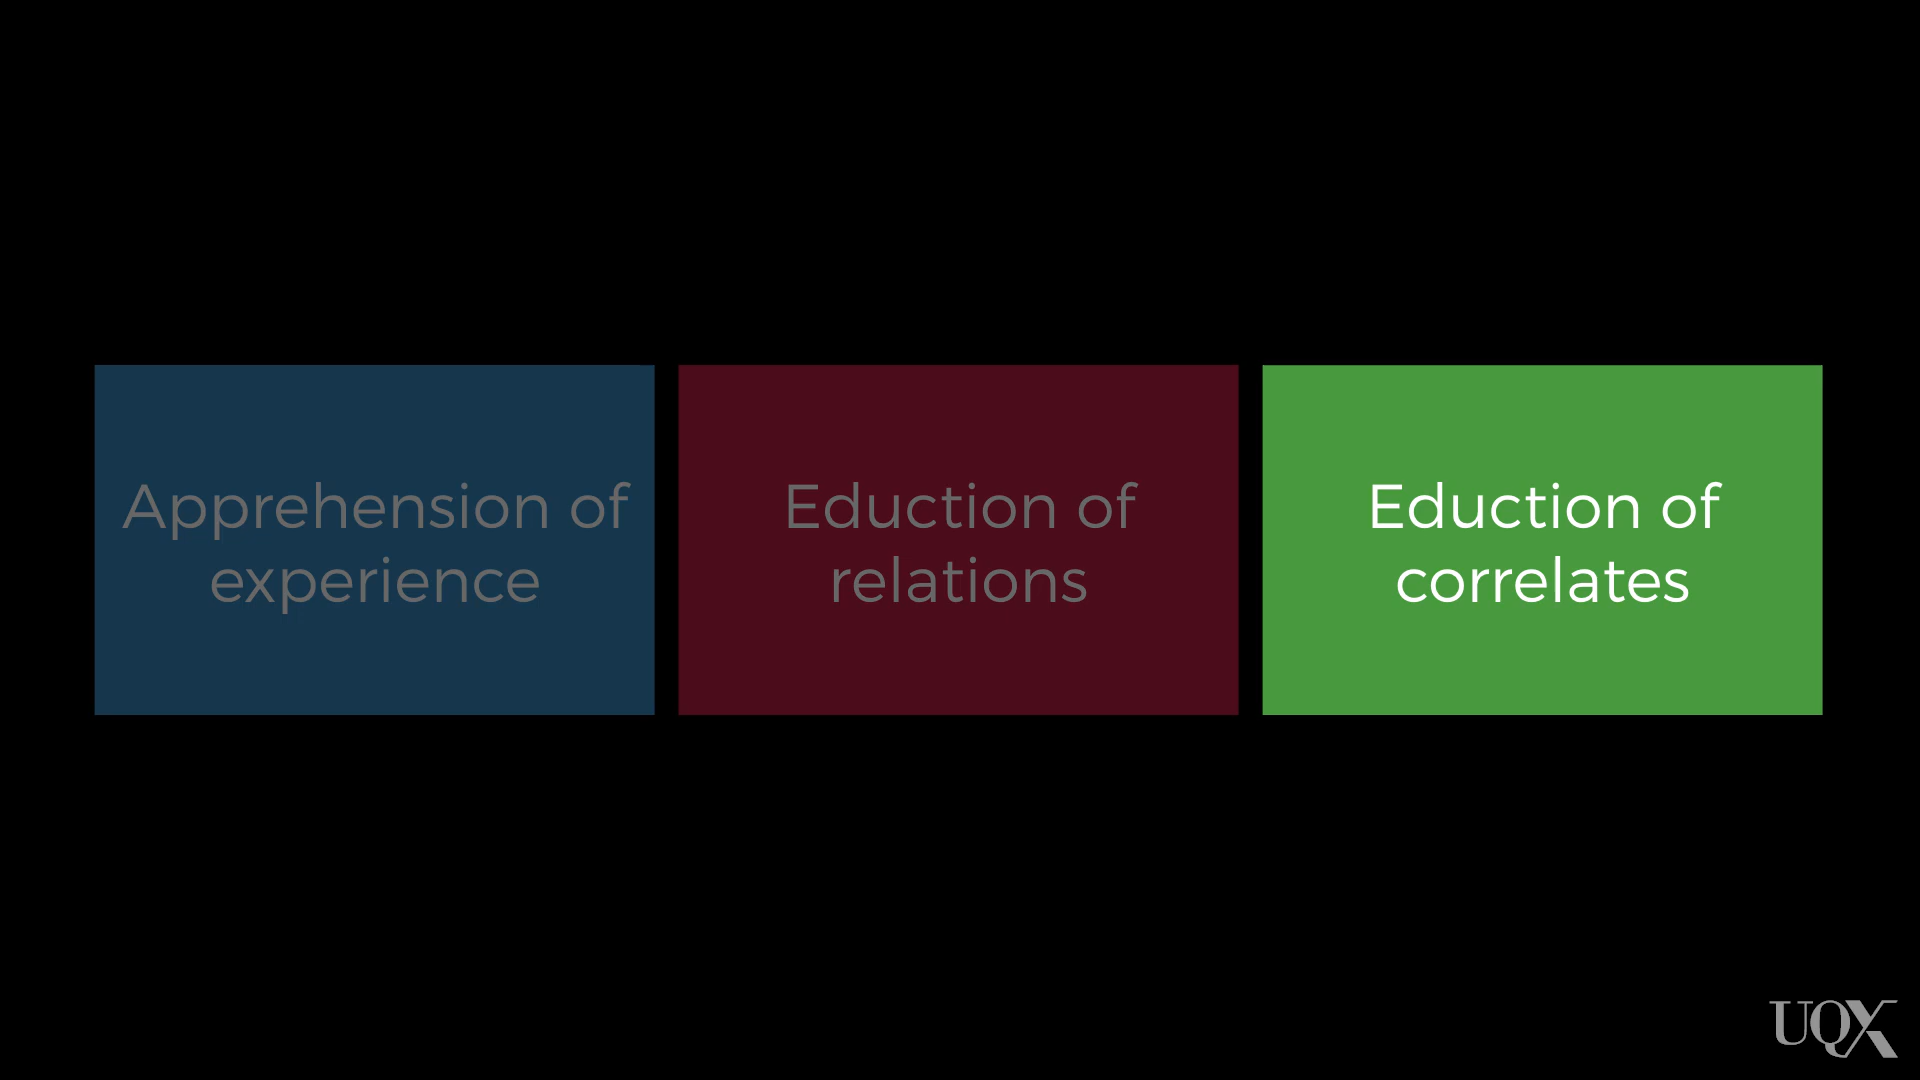 Apprehension of
experience
Eduction of
relations
Eduction of
correlates
UQX